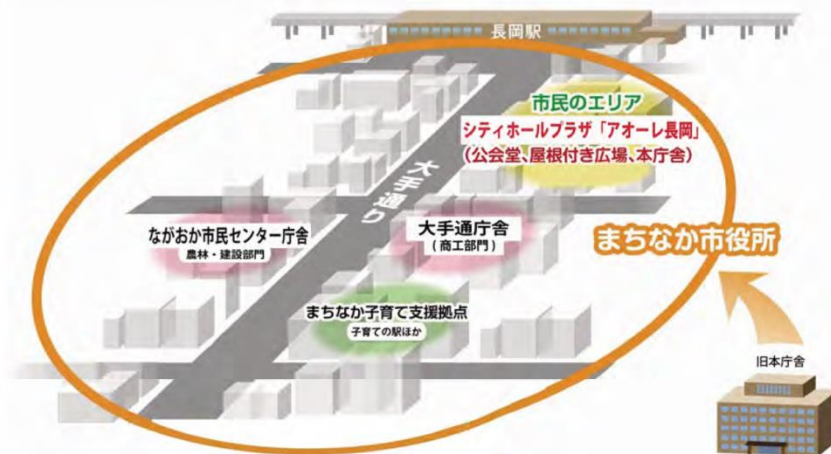 長岡駅
市民のエリア
シティホールプラザ「アオーレ長岡」
(公会堂、屋根付き広場、本庁舎)
大手通り
ながおか市民センター庁舎
農林・建設部門
大手通庁舎
(商工部門)
まちなか市役所
まちなか子育て支援拠点
子育ての駅ほか
旧本庁舎